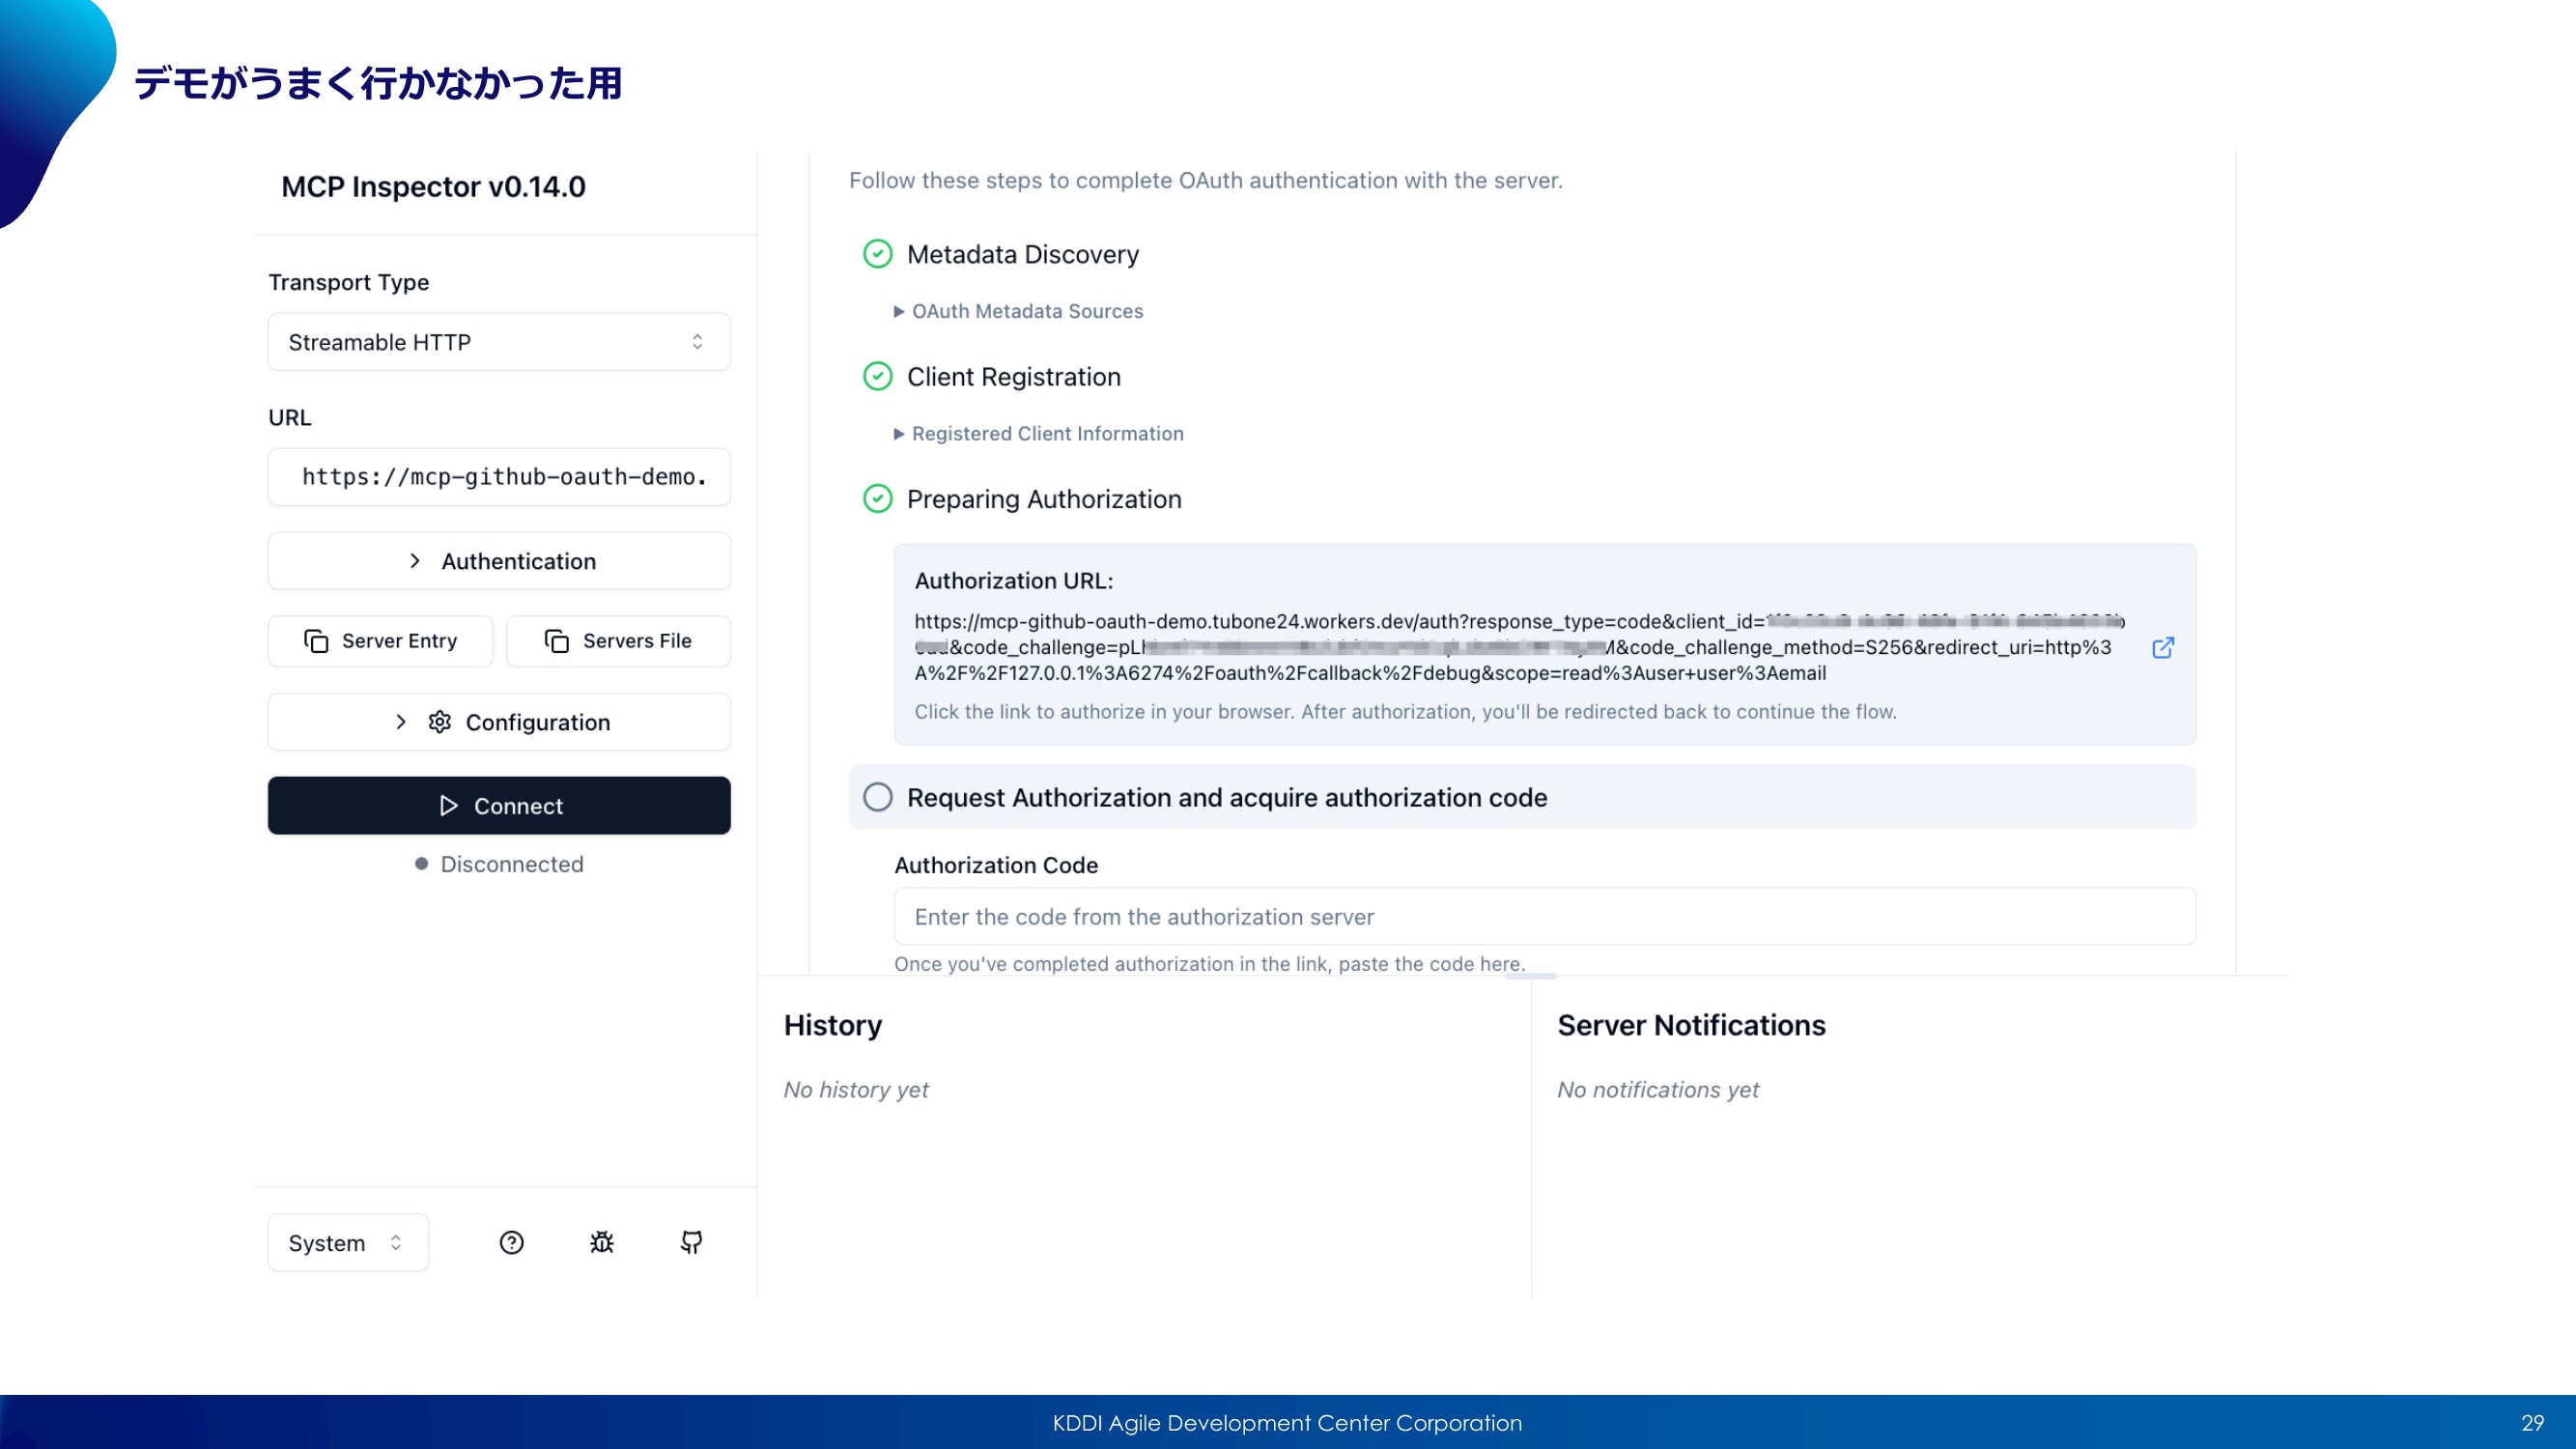 デモがうまく行かなかった用
MCP Inspector v0.14.0
Transport Type
Streamable HTTP
URL
https://mcp-github-oauth-demo.
Authentication
Server Entry
Servers File
Configuration
Connect
Disconnected
System
Follow these steps to complete OAuth authentication with the server.
Metadata Discovery
OAuth Metadata Sources
Client Registration
Registered Client Information
Preparing Authorization
Authorization URL:
https://mcp-github-oauth-demo.tubone24.workers.dev/auth?response_type=code&client_id=
&code_challenge=pL M&code_challenge_method=S256&redirect_uri=http%3
A%2F%2F127.0.0.1%3A6274%2Foauth%2Fcallback%2Fdebug&scope=read%3Auser+user%3Aemail
Click the link to authorize in your browser. After authorization, you'll be redirected back to continue the flow.
Request Authorization and acquire authorization code
Authorization Code
Enter the code from the authorization server
Once you've completed authorization in the link, paste the code here.
History
No history yet
Server Notifications
No notifications yet
KDDI Agile Development Center Corporation
29